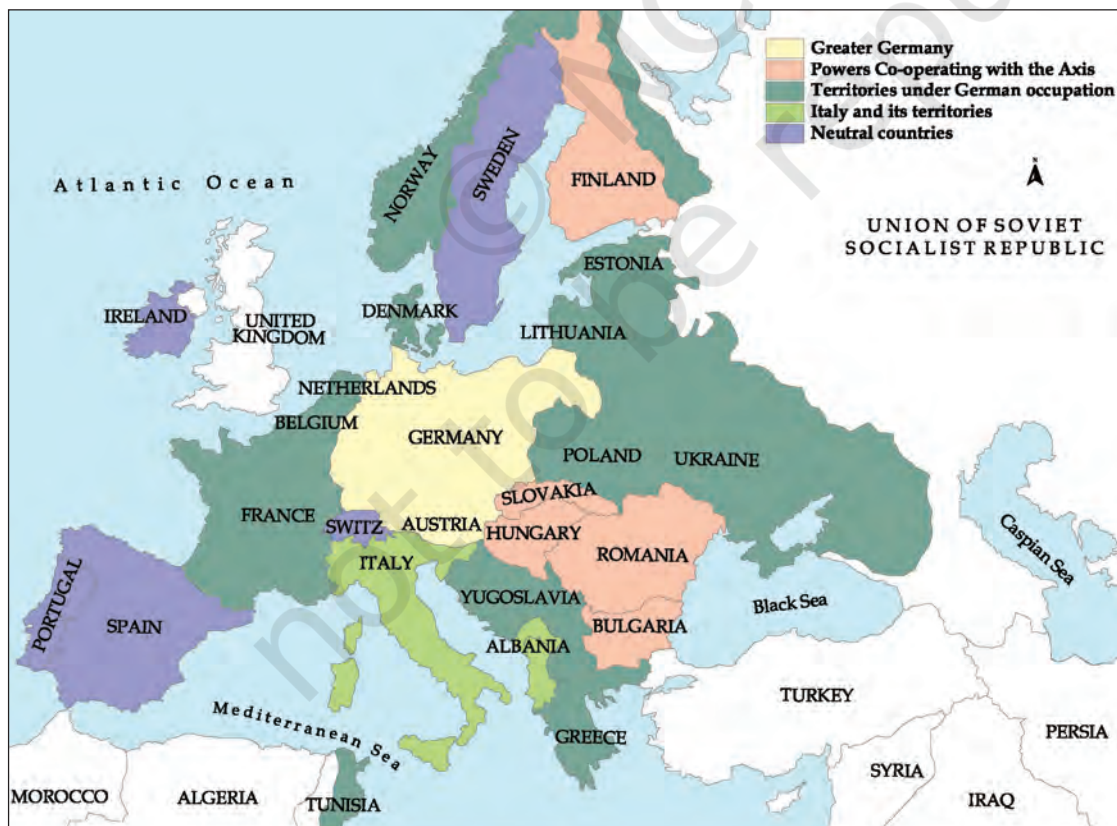 Greater Germany
Powers Co-operating with the Axis
Territories under German occupation
Italy and its territories
Neutral countries
N
UNION OF SOVIET
SOCIALIST REPUBLIC
Atlantic Ocean
NORWAY
SWEDEN
FINLAND
ESTONIA
IRELAND
UNITED
KINGDOM
DENMARK
LITHUANIA
NETHERLANDS
BELGIUM
GERMANY
POLAND
UKRAINE
SLOVAKIA
FRANCE
SWITZ
AUSTRIA
HUNGARY
ROMANIA
ITALY
Caspian Sea
YUGOSLAVIA
Black Sea
PORTUGAL
SPAIN
BULGARIA
ALBANIA
Mediterranean Sea
GREECE
TURKEY
PERSIA
SYRIA
IRAQ
MOROCCO
ALGERIA
TUNISIA
not to be
©